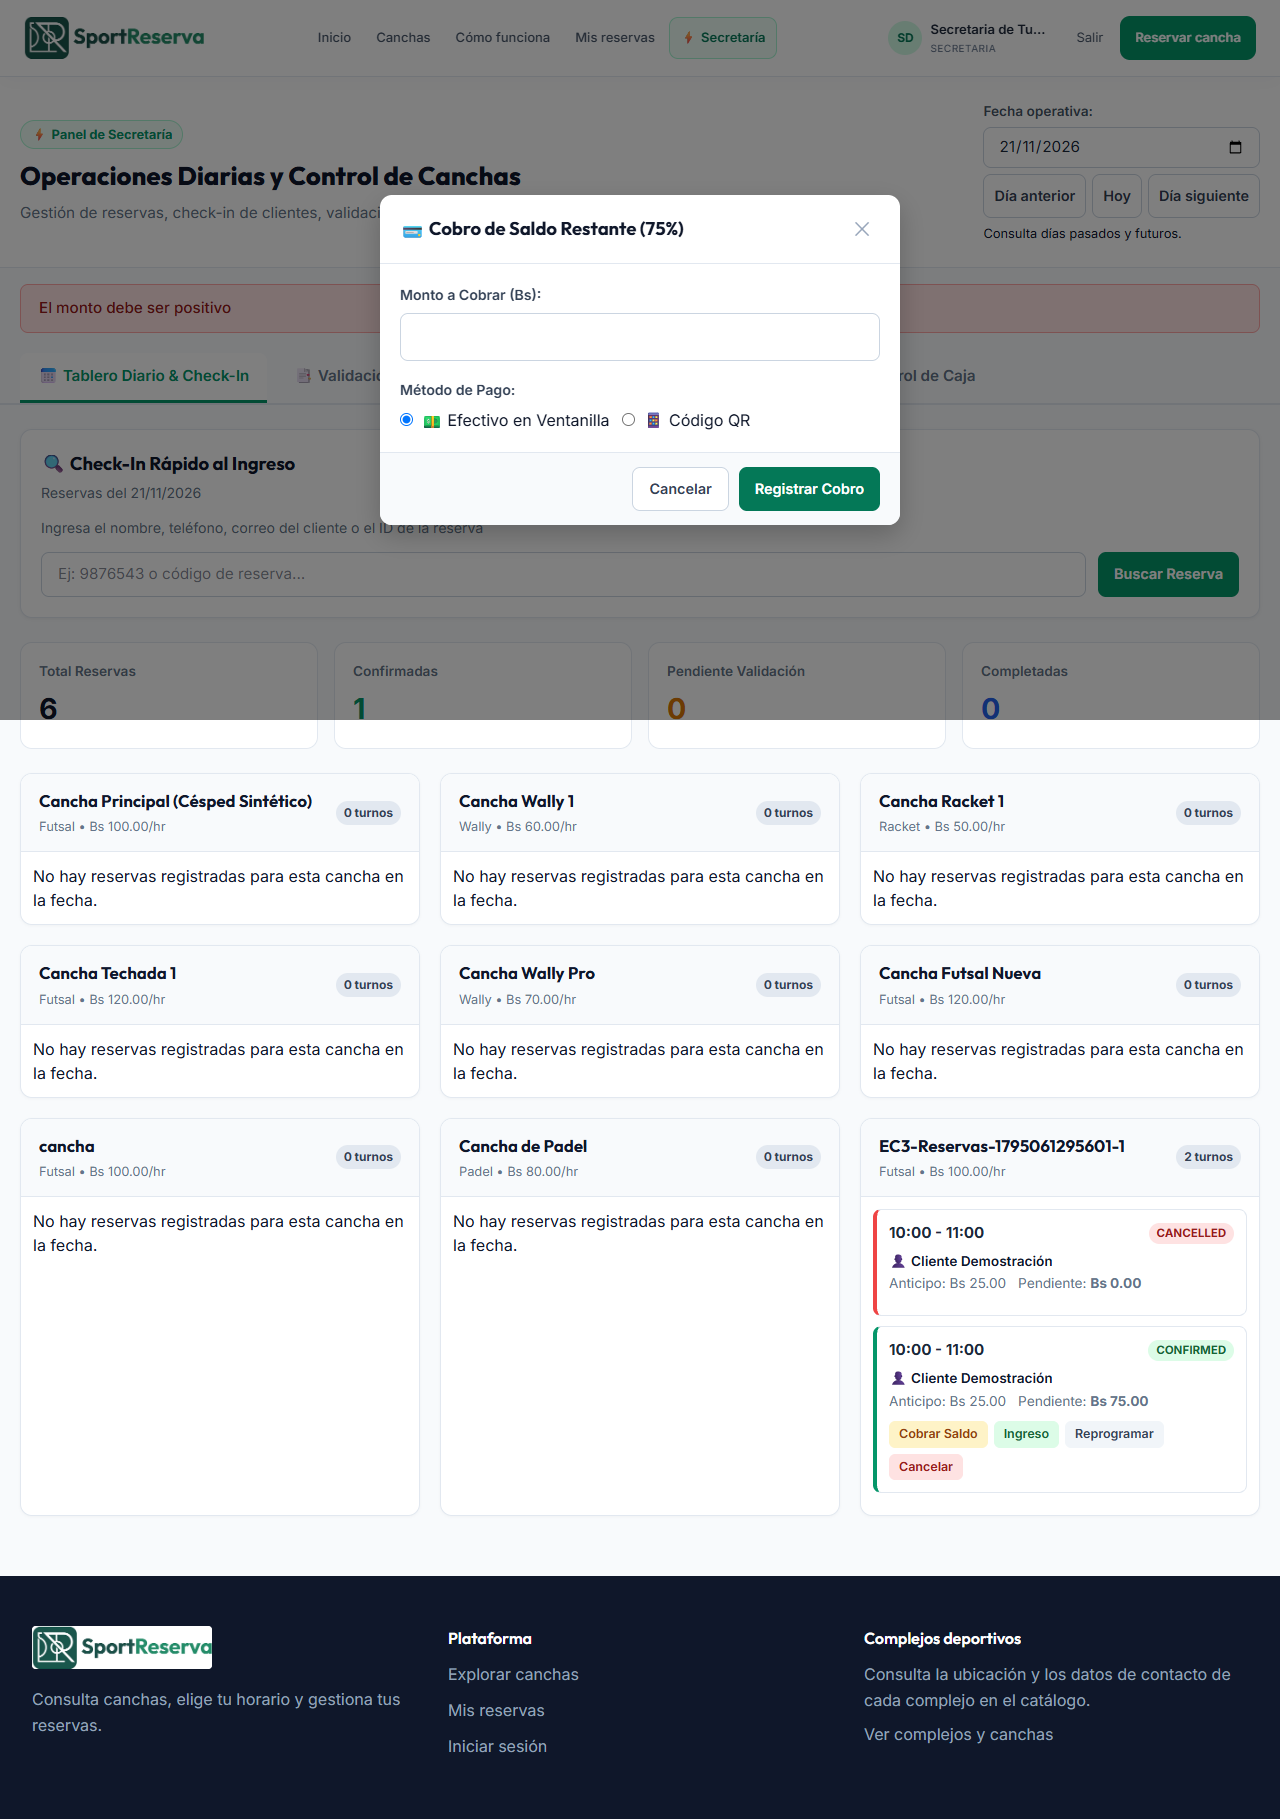 SportReserva
Inicio
Canchas
Cómo funciona
Mis reservas
Secretaría
SD
Secretaria de Tu...
SECRETARIA
Salir
Reservar cancha
Panel de Secretaría
Operaciones Diarias y Control de Canchas
Gestión de reservas, check-in de clientes, validaci
Fecha operativa:
21/11/2026
Día anterior
Hoy
Día siguiente
Consulta días pasados y futuros.
El monto debe ser positivo
Cobro de Saldo Restante (75%)
Monto a Cobrar (Bs):
Método de Pago:
Efectivo en Ventanilla
Código QR
Cancelar
Registrar Cobro
Tablero Diario & Check-In
Validacio
rol de Caja
Check-In Rápido al Ingreso
Reservas del 21/11/2026
Ingresa el nombre, teléfono, correo del cliente o el ID de la reserva
Ej: 9876543 o código de reserva...
Buscar Reserva
Total Reservas
6
Confirmadas
1
Pendiente Validación
0
Completadas
0
Cancha Principal (Césped Sintético)
Futsal • Bs 100.00/hr
0 turnos
No hay reservas registradas para esta cancha en
la fecha.
Cancha Wally 1
Wally • Bs 60.00/hr
0 turnos
No hay reservas registradas para esta cancha en
la fecha.
Cancha Racket 1
Racket • Bs 50.00/hr
0 turnos
No hay reservas registradas para esta cancha en
la fecha.
Cancha Techada 1
Futsal • Bs 120.00/hr
0 turnos
No hay reservas registradas para esta cancha en
la fecha.
Cancha Wally Pro
Wally • Bs 70.00/hr
0 turnos
No hay reservas registradas para esta cancha en
la fecha.
Cancha Futsal Nueva
Futsal • Bs 120.00/hr
0 turnos
No hay reservas registradas para esta cancha en
la fecha.
cancha
Futsal • Bs 100.00/hr
0 turnos
No hay reservas registradas para esta cancha en
la fecha.
Cancha de Padel
Padel • Bs 80.00/hr
0 turnos
No hay reservas registradas para esta cancha en
la fecha.
EC3-Reservas-1795061295601-1
Futsal • Bs 100.00/hr
2 turnos
10:00 - 11:00
CANCELLED
Cliente Demostración
Anticipo: Bs 25.00 Pendiente: Bs 0.00
10:00 - 11:00
CONFIRMED
Cliente Demostración
Anticipo: Bs 25.00 Pendiente: Bs 75.00
Cobrar Saldo
Ingreso
Reprogramar
Cancelar
SportReserva
Consulta canchas, elige tu horario y gestiona tus
reservas.
Plataforma
Explorar canchas
Mis reservas
Iniciar sesión
Complejos deportivos
Consulta la ubicación y los datos de contacto de
cada complejo en el catálogo.
Ver complejos y canchas